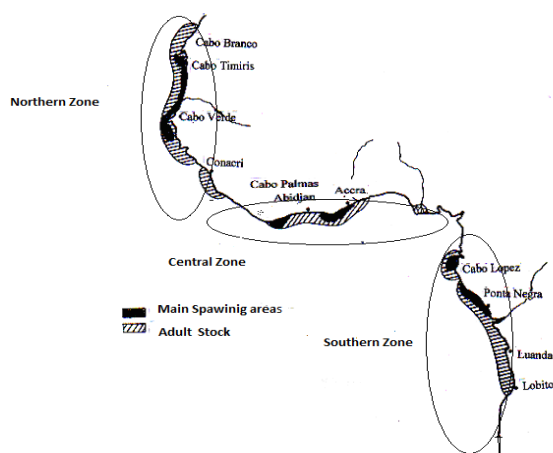 Cabo Branco
Cabo Timiris
Northern Zone
Cabo Verde
Conacri
Cabo Palmas
Abidjan
Accra.
Central Zone
Cabo Lopez
Ponta Negra
Main Spawinig areas
Adult Stock
Southern Zone
Luanda
Lobito